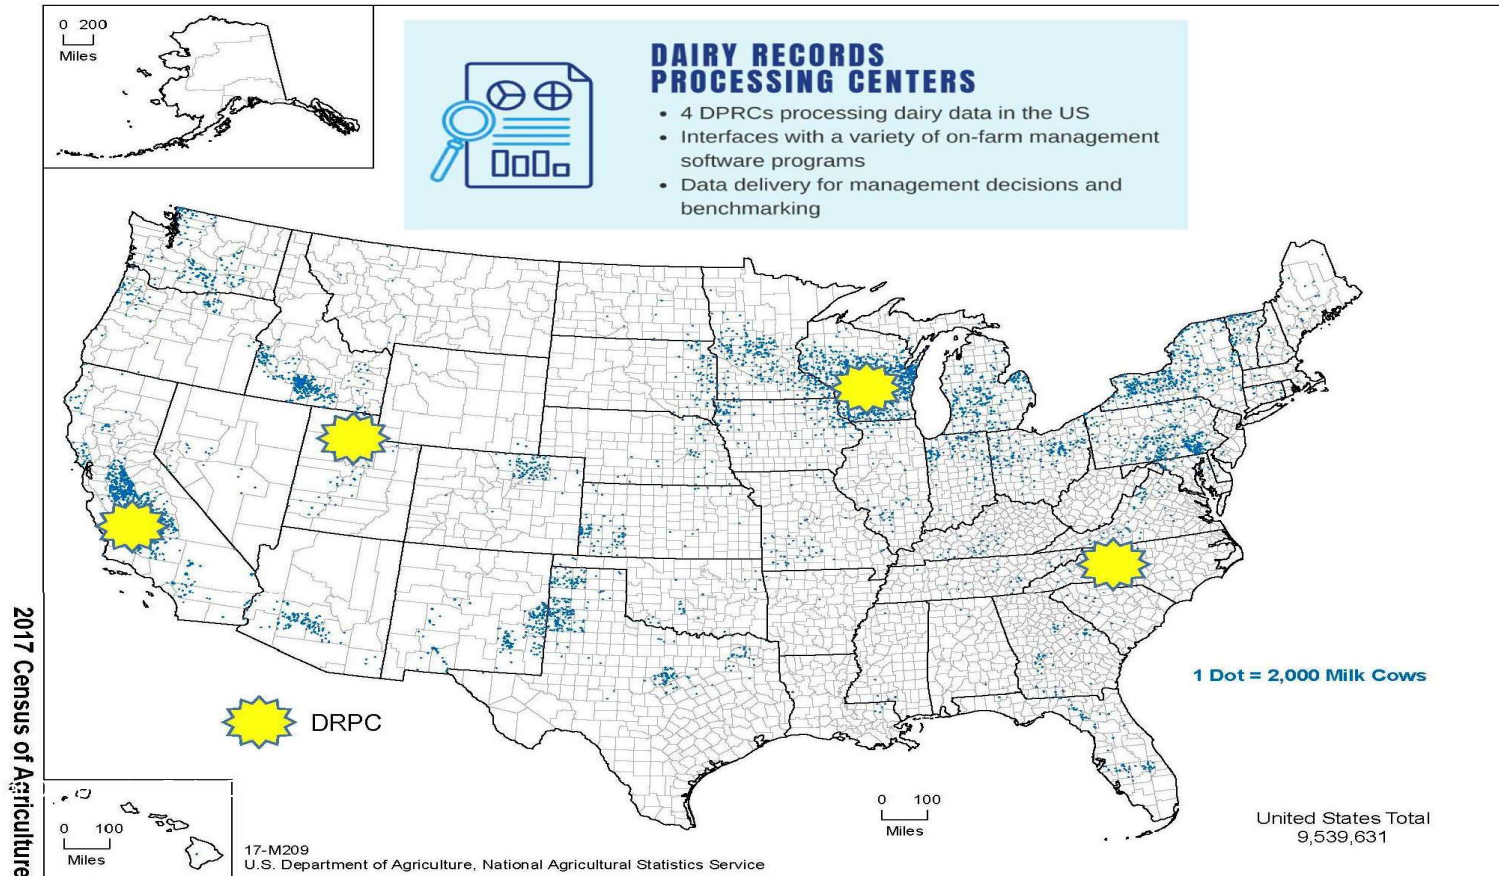 0 200
Miles
DAIRY RECORDS
PROCESSING CENTERS
• 4 DPRCs processing dairy data in the US
• Interfaces with a variety of on-farm management
software programs
• Data delivery for management decisions and
benchmarking
2017 Census of Agriculture
1 Dot = 2,000 Milk Cows
DRPC
0 100
Miles
0 100
Miles
United States Total
9,539,631
17-M209
U.S. Department of Agriculture, National Agricultural Statistics Service